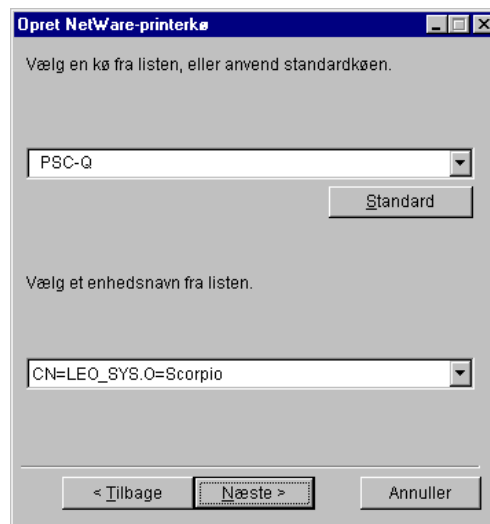 Opret NetWare-printerkø
Vælg en kø fra listen, eller anvend standardkøen.
PSC-Q
Standard
Vælg et enhedsnavn fra listen.
CN=LEO_SYS.O=Scorpio
< Tilbage
Næste >
Annuller